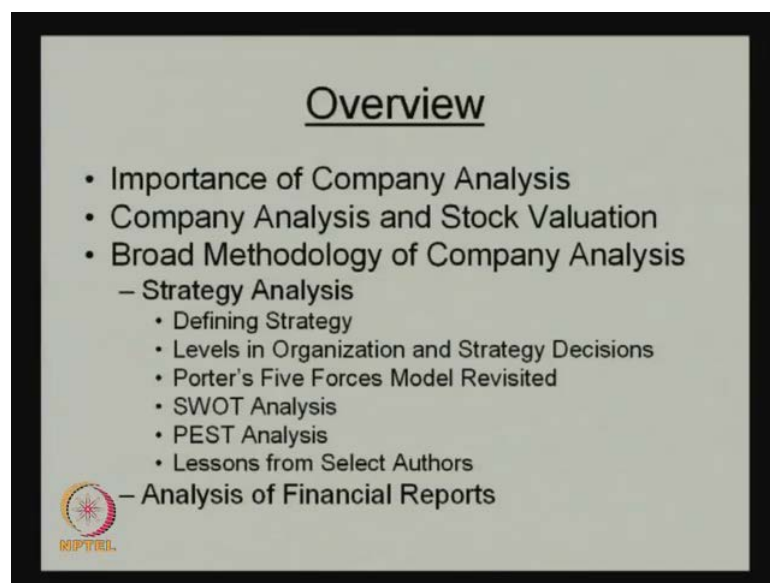 Overview
• Importance of Company Analysis
• Company Analysis and Stock Valuation
• Broad Methodology of Company Analysis
– Strategy Analysis
• Defining Strategy
• Levels in Organization and Strategy Decisions
• Porter's Five Forces Model Revisited
• SWOT Analysis
• PEST Analysis
• Lessons from Select Authors
– Analysis of Financial Reports
NPTEL